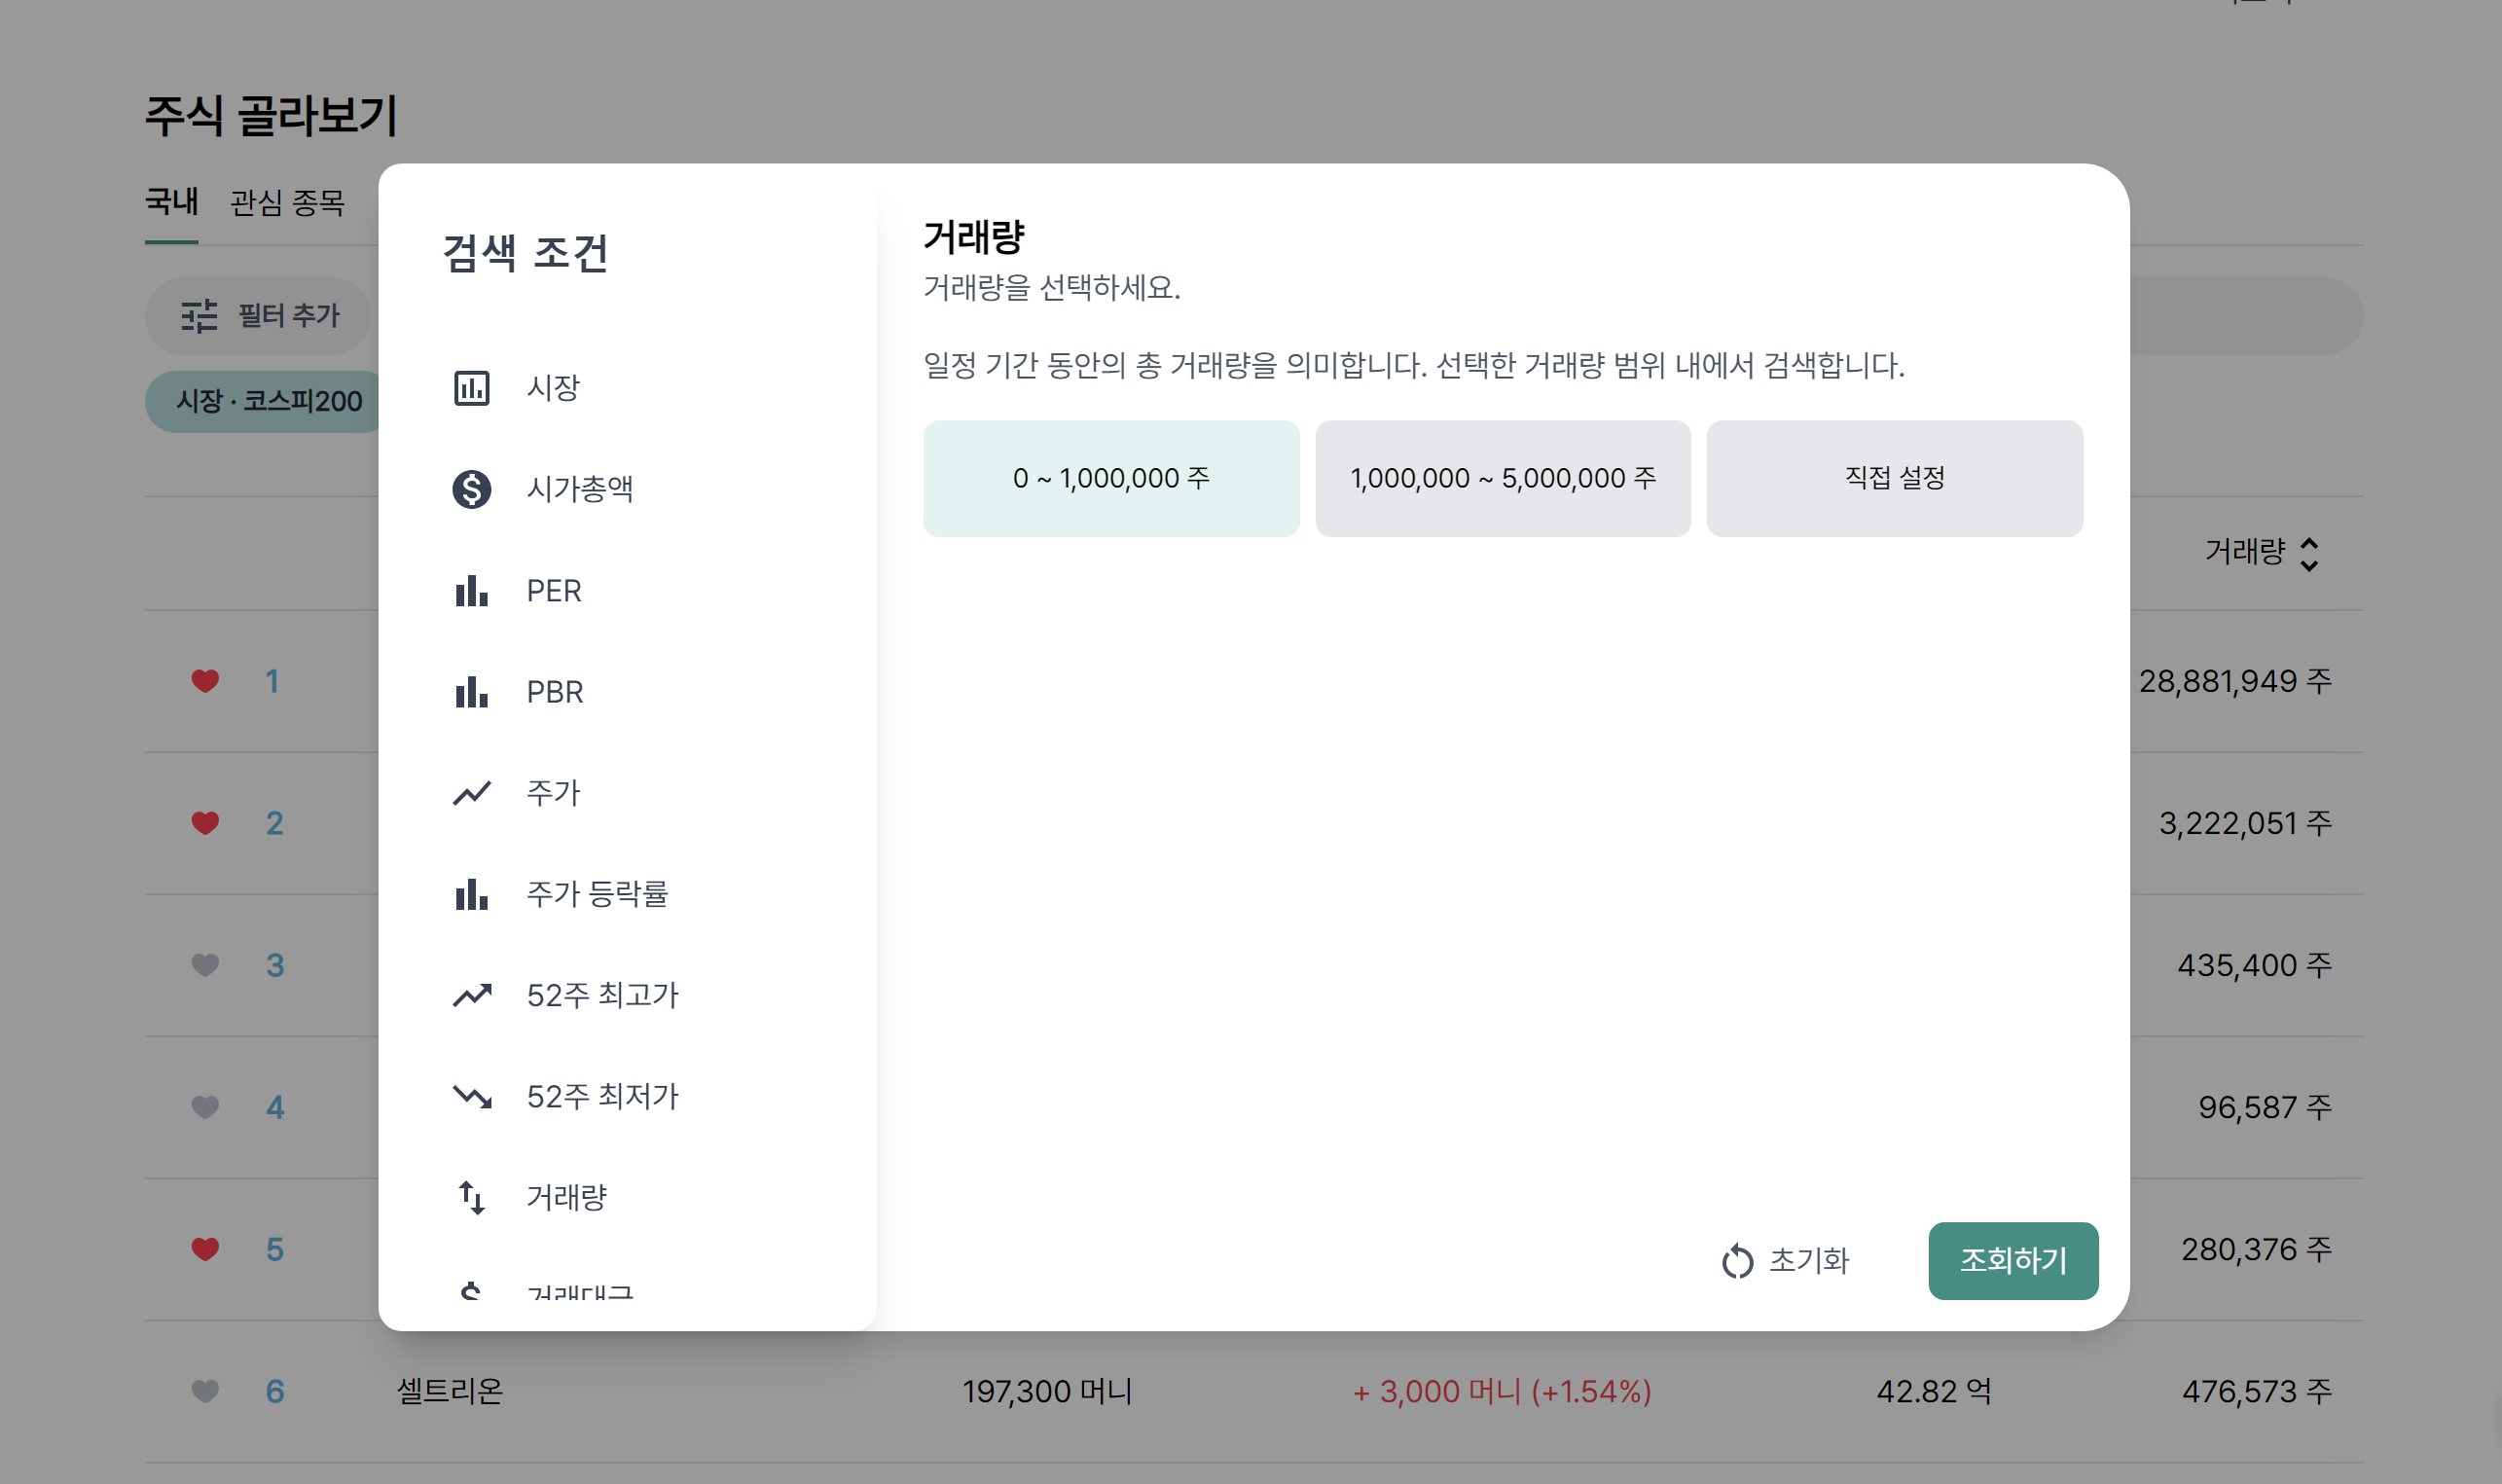 주식 골라보기
국내 관심 종목
필터 추가
시장 · 코스피200
검색 조건
시장
시가총액
PER
PBR
주가
주가 등락률
52주 최고가
52주 최저가
거래량
거래대금
거래량
거래량을 선택하세요.
일정 기간 동안의 총 거래량을 의미합니다. 선택한 거래량 범위 내에서 검색합니다.
0 ~ 1,000,000 주
1,000,000 ~ 5,000,000 주
직접 설정
초기화
조회하기
거래량
1 28,881,949 주
2 3,222,051 주
3 435,400 주
4 96,587 주
5 280,376 주
6 셀트리온 197,300 머니 + 3,000 머니 (+1.54%) 42.82 억 476,573 주